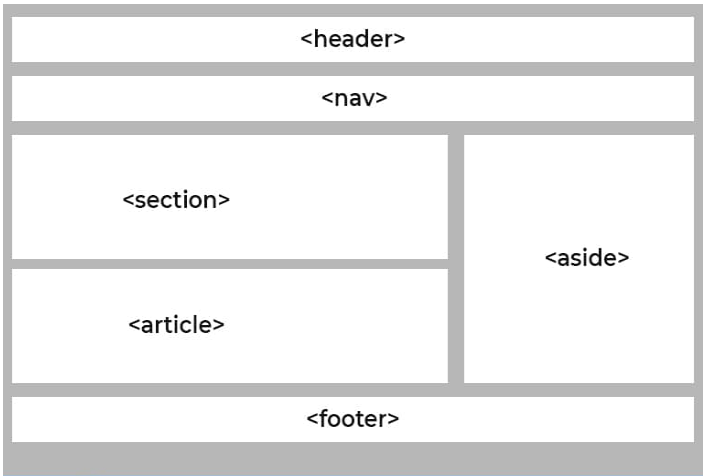 <header>
<nav>
<section>
<aside>
<article>
<footer>